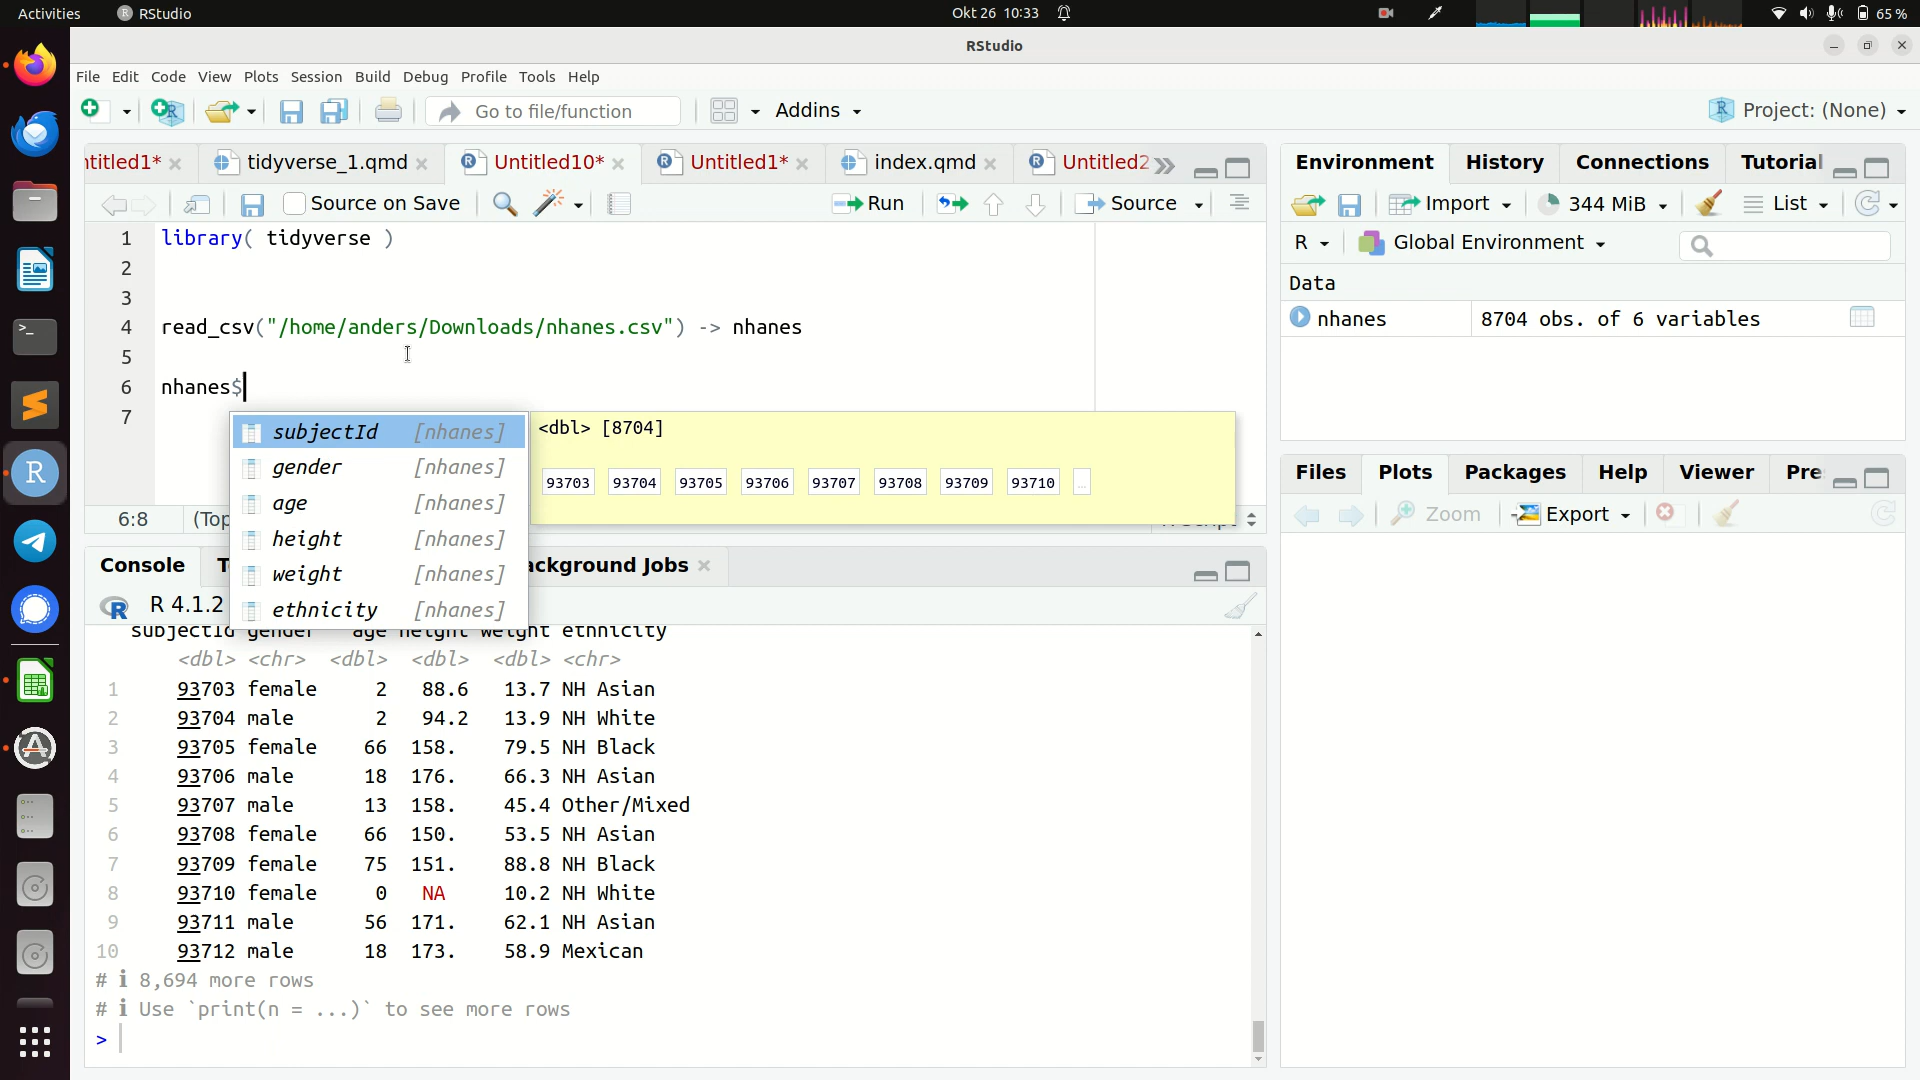 Activities RStudio Okt 26 10:33 65 %
RStudio
File Edit Code View Plots Session Build Debug Profile Tools Help
Go to file/function Addins Project: (None)
ntitled1* tidyverse_1.qmd Untitled10* Untitled1* index.qmd Untitled2
Source on Save Run Source
1 library( tidyverse )
2
3
4 read_csv("/home/anders/Downloads/nhanes.csv") -> nhanes
5
6 nhanes$
7
subjectId [nhanes]
gender [nhanes]
age [nhanes]
height [nhanes]
weight [nhanes]
ethnicity [nhanes]
<dbl> [8704]
93703 93704 93705 93706 93707 93708 93709 93710 ...
6:8 (Top
Console T ackground Jobs
R 4.1.2
subjectId gender age height weight ethnicity
<dbl> <chr> <dbl> <dbl> <dbl> <chr>
1 93703 female 2 88.6 13.7 NH Asian
2 93704 male 2 94.2 13.9 NH White
3 93705 female 66 158. 79.5 NH Black
4 93706 male 18 176. 66.3 NH Asian
5 93707 male 13 158. 45.4 Other/Mixed
6 93708 female 66 150. 53.5 NH Asian
7 93709 female 75 151. 88.8 NH Black
8 93710 female 0 NA 10.2 NH White
9 93711 male 56 171. 62.1 NH Asian
10 93712 male 18 173. 58.9 Mexican
# ℹ 8,694 more rows
# ℹ Use `print(n = ...)` to see more rows
>
Environment History Connections Tutorial
Import 344 MiB List
R Global Environment
Data
nhanes 8704 obs. of 6 variables
Files Plots Packages Help Viewer Pre
Zoom Export